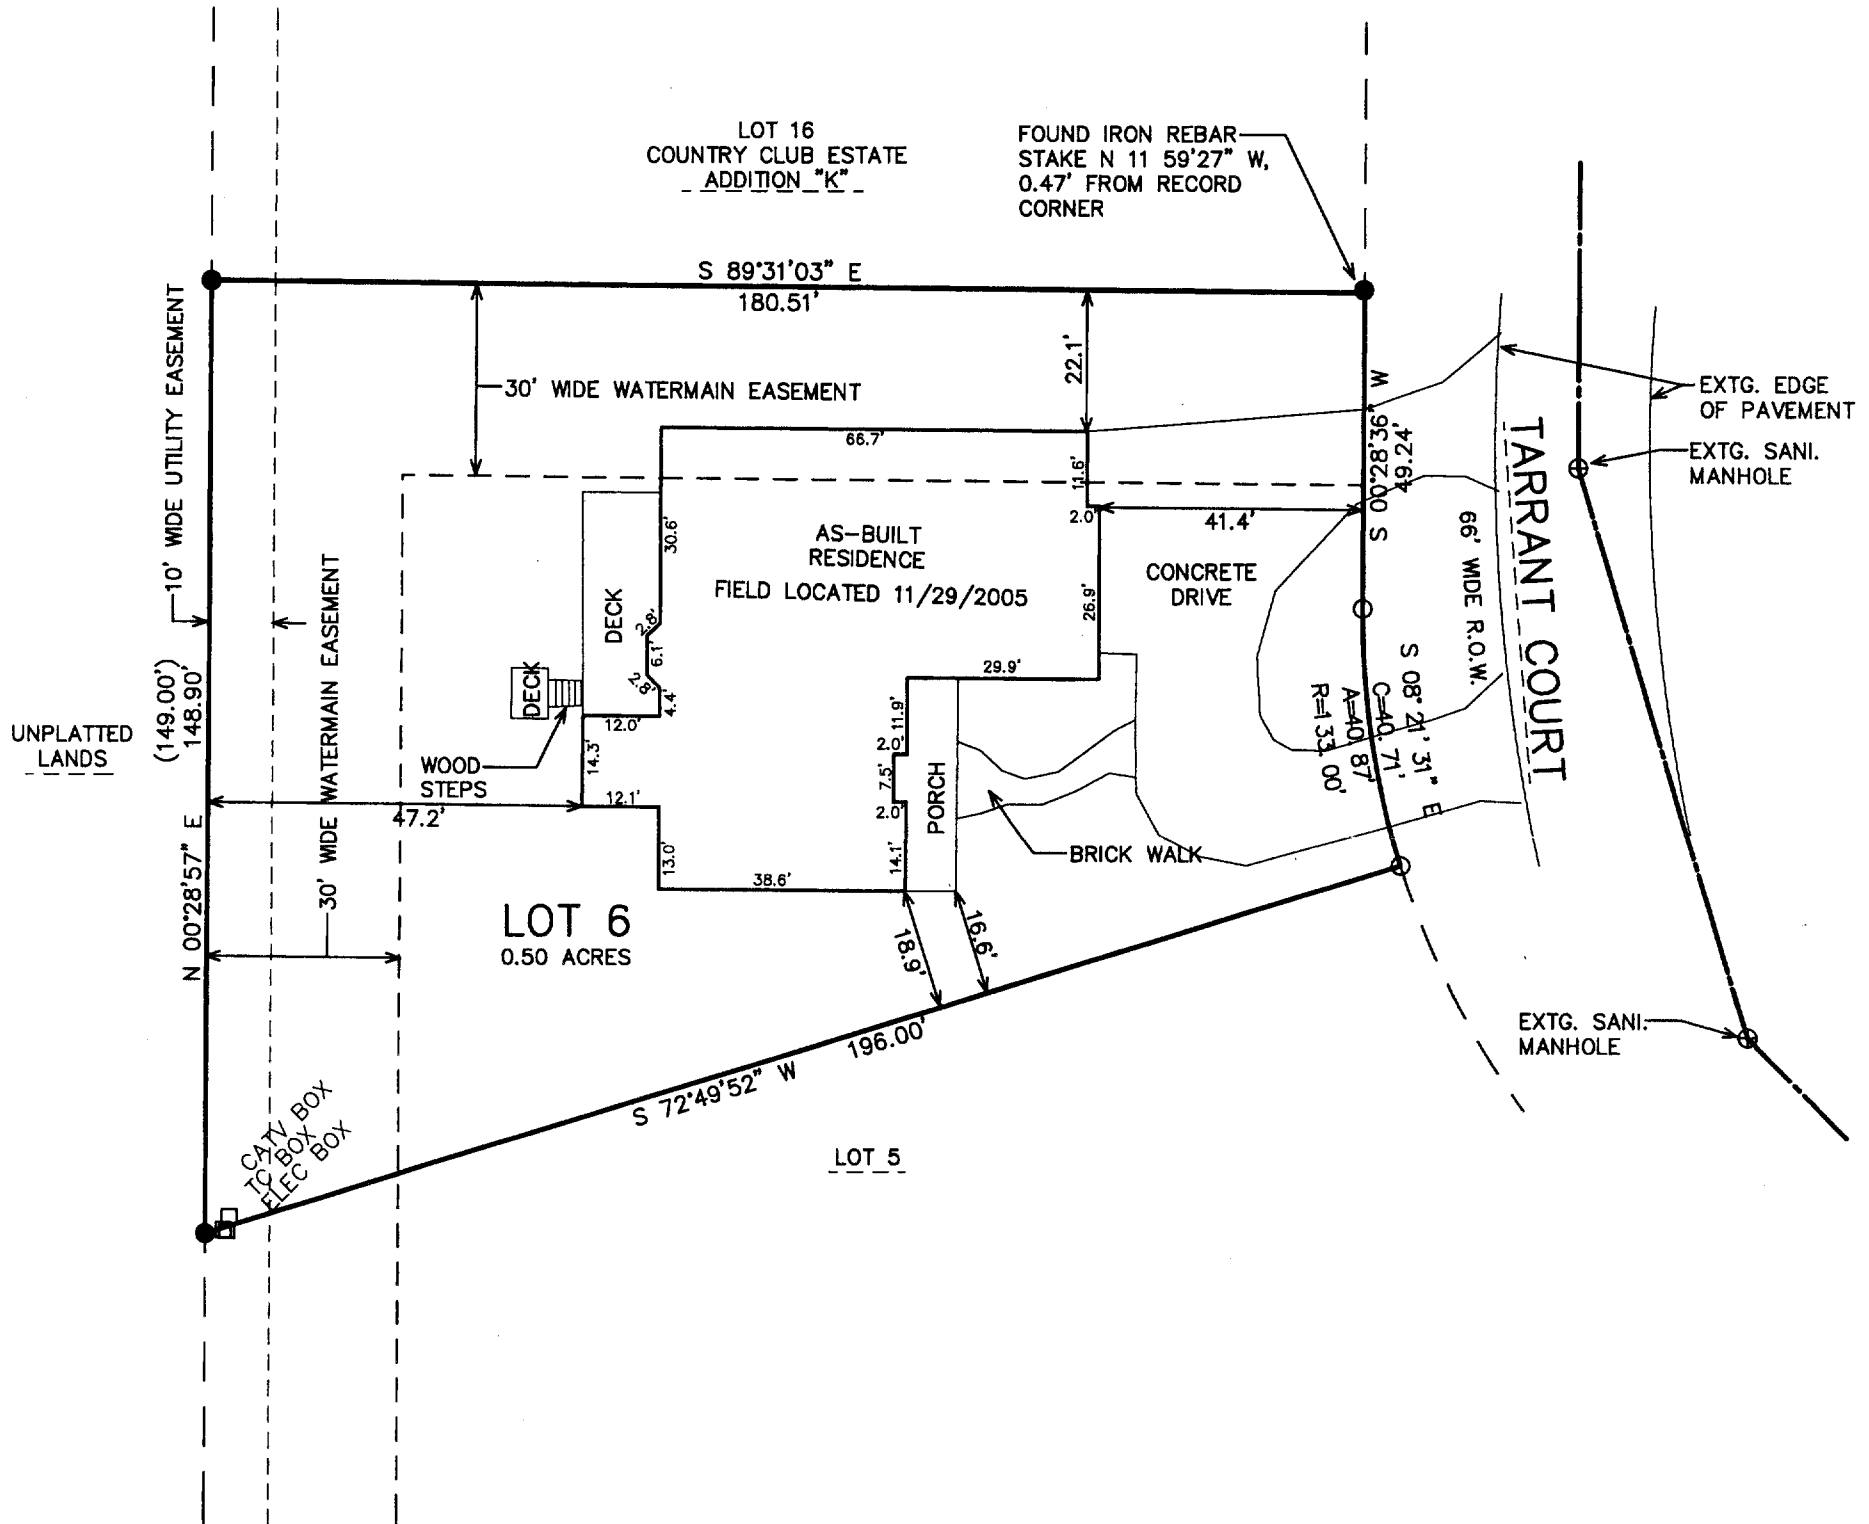 LOT 16
COUNTRY CLUB ESTATE
ADDITION "K"
FOUND IRON REBAR
STAKE N 11 59'27" W,
0.47' FROM RECORD
CORNER
S 89°31'03" E
180.51'
10' WIDE UTILITY EASEMENT
30' WIDE WATERMAIN EASEMENT
22.1'
S 00°28'36" W
49.24'
EXTG. EDGE
OF PAVEMENT
EXTG. SANI.
MANHOLE
TARRANT COURT
66' WIDE R.O.W.
66.7'
11.6'
2.0'
41.4'
30.6'
AS-BUILT
RESIDENCE
FIELD LOCATED 11/29/2005
CONCRETE
DRIVE
26.9'
DECK
2.8'
6.1'
2.8'
4.4'
DECK
12.0'
14.3'
WOOD
STEPS
12.1'
47.2'
13.0'
38.6'
29.9'
11.9'
2.0'
7.5'
2.0'
14.1'
PORCH
BRICK WALK
S 08° 21' 31" E
C=40. 71'
A=40. 87'
R=133. 00'
30' WIDE WATERMAIN EASEMENT
UNPLATTED
LANDS
(149.00')
148.90'
N 00°28'57" E
LOT 6
0.50 ACRES
18.9'
16.6'
196.00'
S 72°49'52" W
EXTG. SANI.
MANHOLE
CATV BOX
TC BOX
ELEC BOX
LOT 5